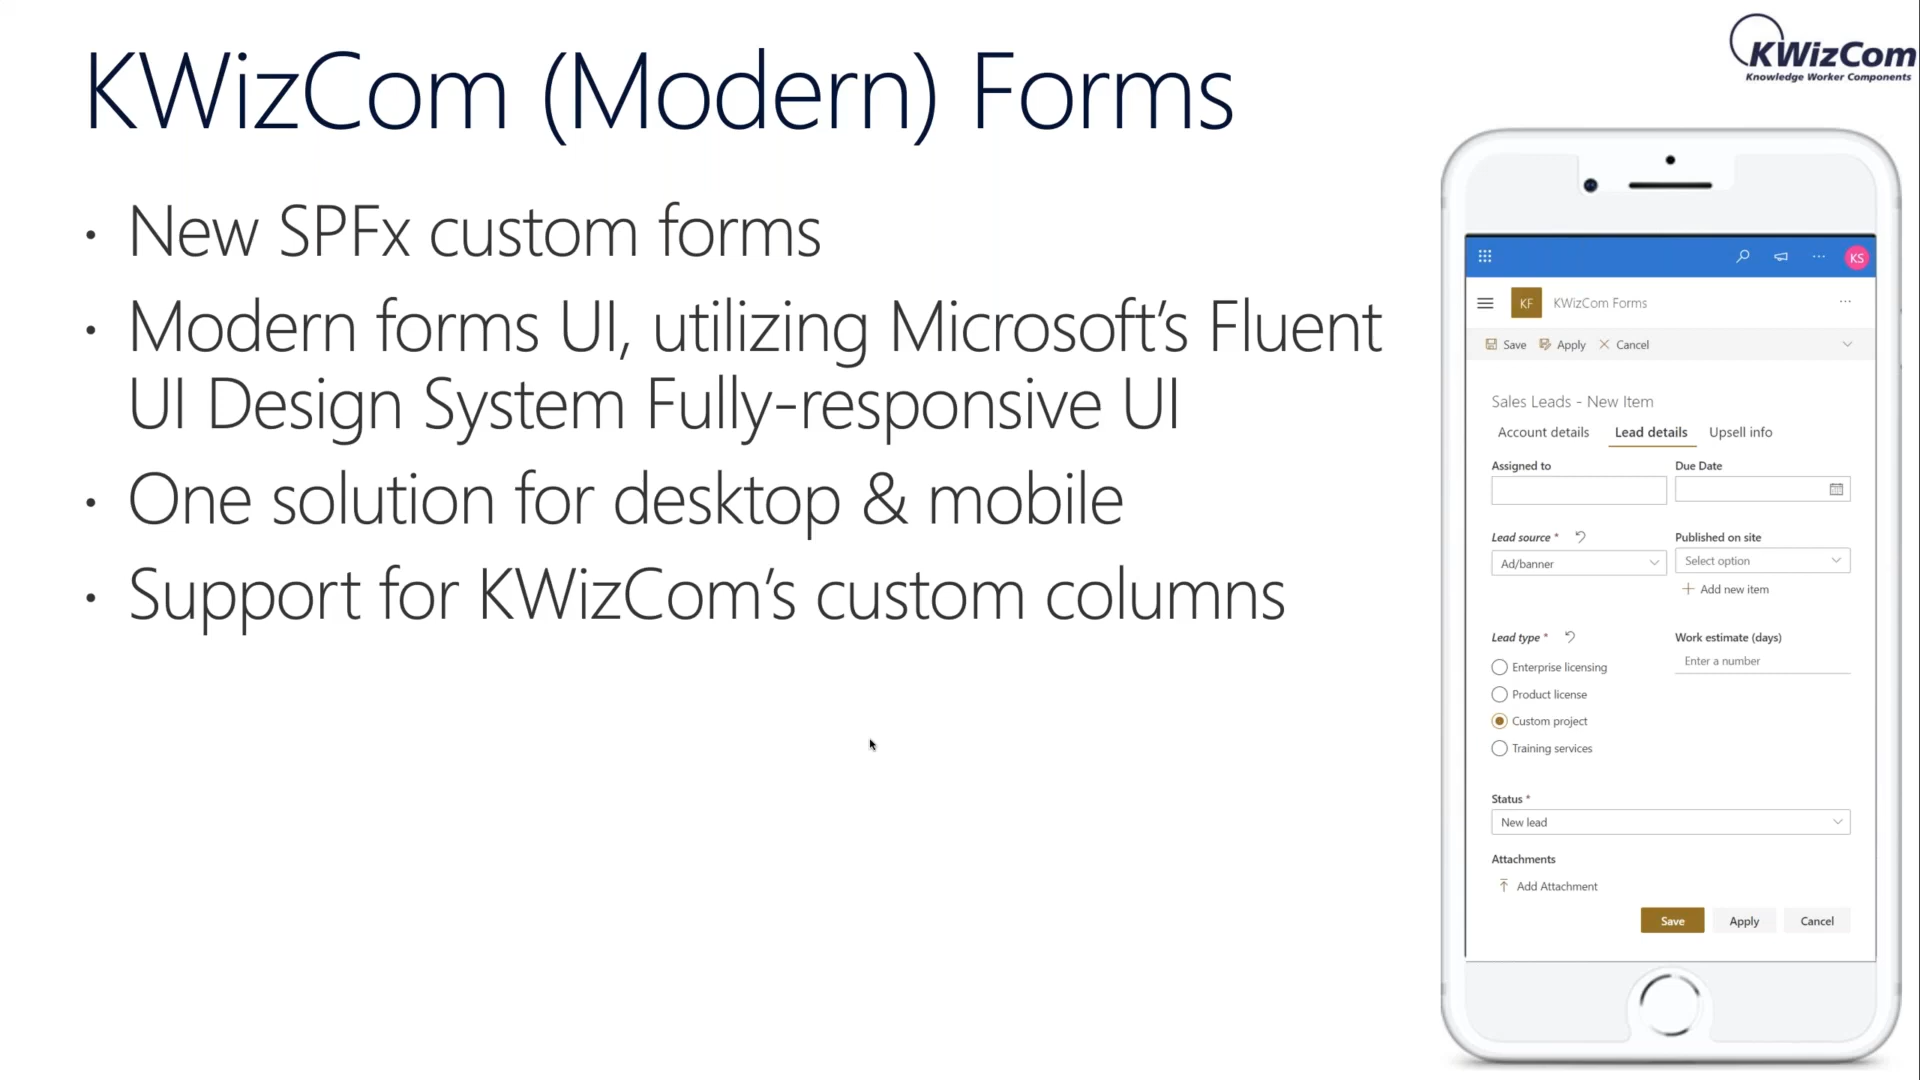 KWizCom
Knowledge Worker Components
KWizCom (Modern) Forms
• New SPFx custom forms
• Modern forms UI, utilizing Microsoft's Fluent
UI Design System Fully-responsive UI
• One solution for desktop & mobile
• Support for KWizCom's custom columns
KS
KF KWizCom Forms
Save Apply Cancel
Sales Leads - New Item
Account details Lead details Upsell info
Assigned to Due Date
Lead source * Published on site
Ad/banner Select option
Add new item
Lead type * Work estimate (days)
Enterprise licensing Enter a number
Product license
Custom project
Training services
Status *
New lead
Attachments
Add Attachment
Save Apply Cancel